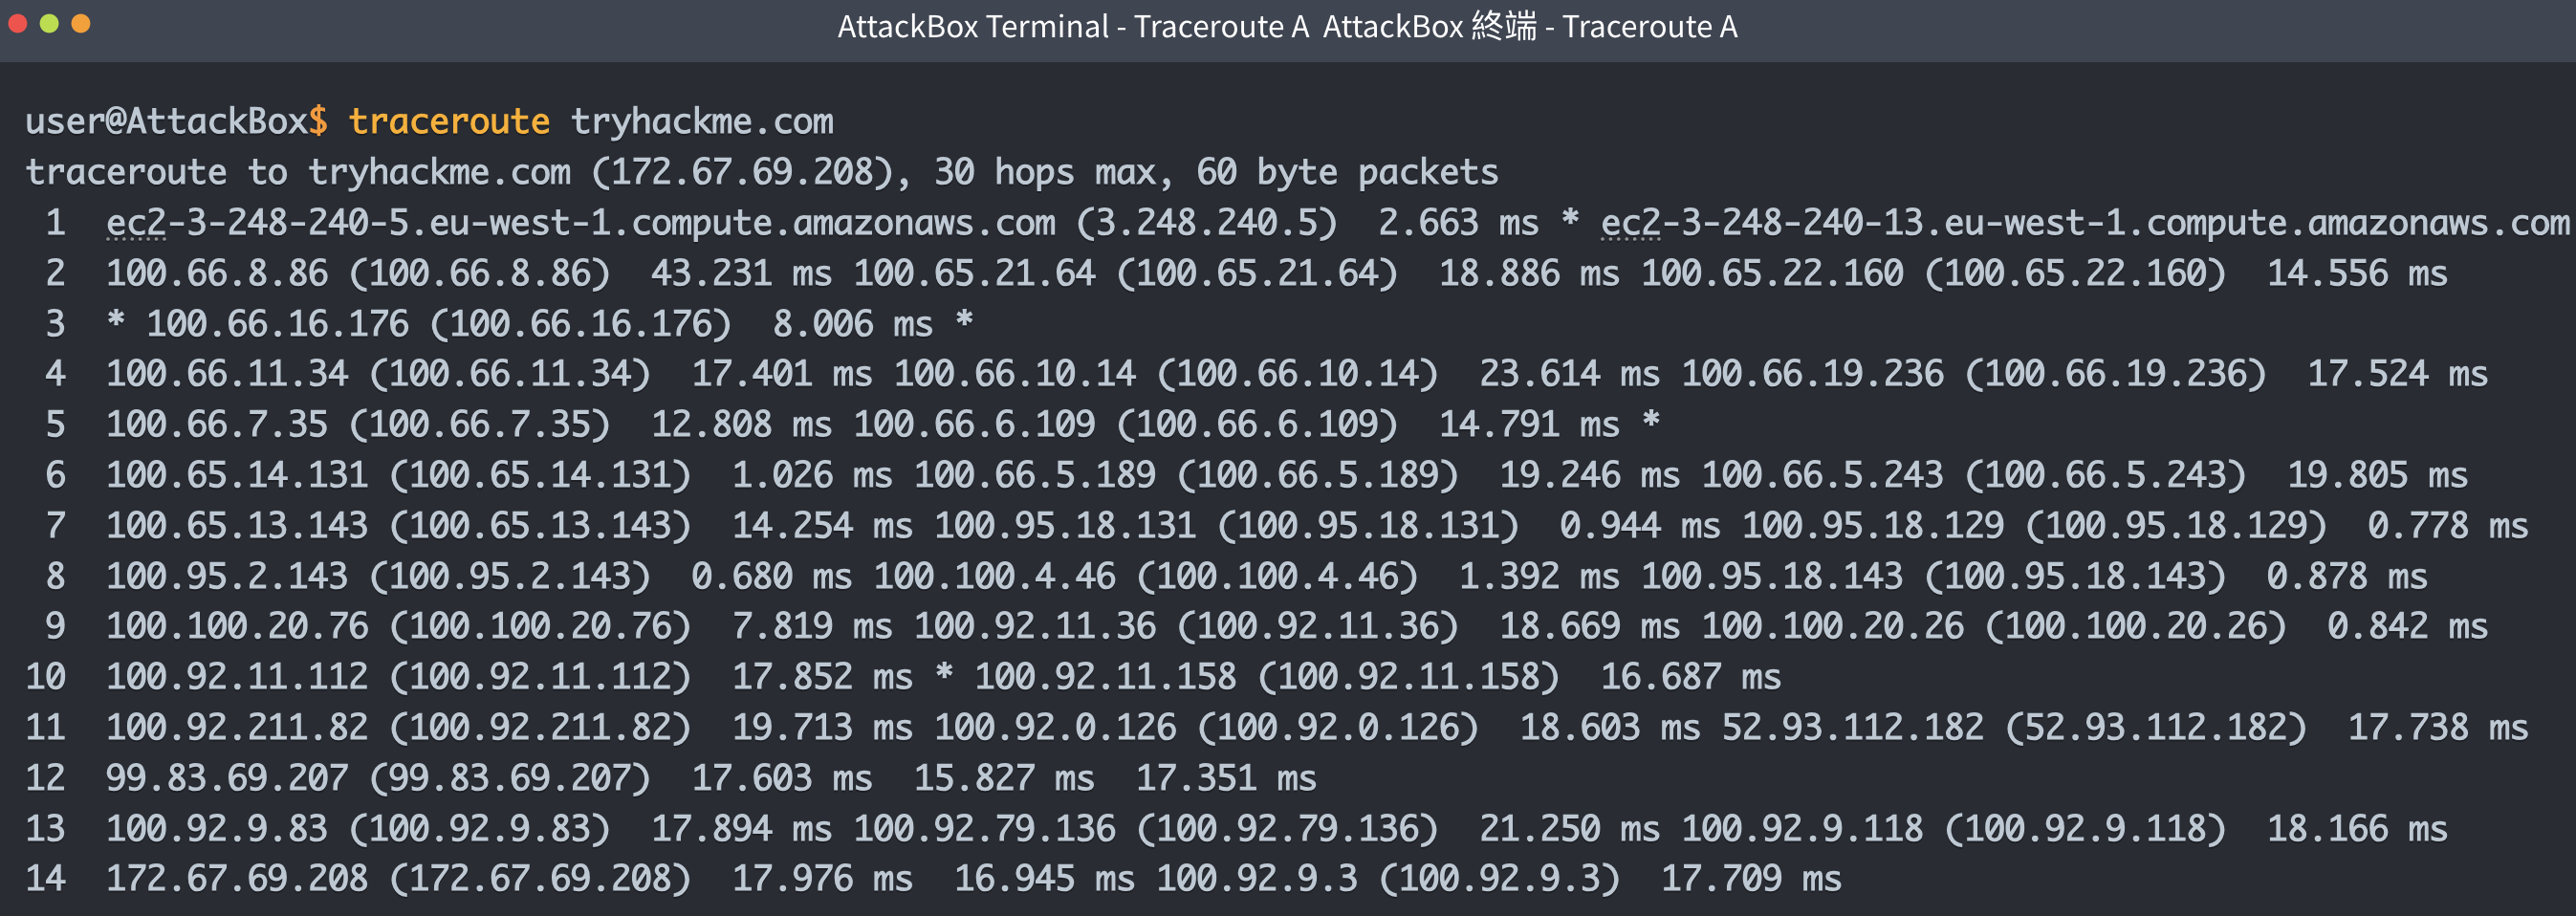 AttackBox Terminal - Traceroute A AttackBox 終端 - Traceroute A
user@AttackBox$ traceroute tryhackme.com
traceroute to tryhackme.com (172.67.69.208), 30 hops max, 60 byte packets
1 ec2-3-248-240-5.eu-west-1.compute.amazonaws.com (3.248.240.5) 2.663 ms * ec2-3-248-240-13.eu-west-1.compute.amazonaws.com
2 100.66.8.86 (100.66.8.86) 43.231 ms 100.65.21.64 (100.65.21.64) 18.886 ms 100.65.22.160 (100.65.22.160) 14.556 ms
3 * 100.66.16.176 (100.66.16.176) 8.006 ms *
4 100.66.11.34 (100.66.11.34) 17.401 ms 100.66.10.14 (100.66.10.14) 23.614 ms 100.66.19.236 (100.66.19.236) 17.524 ms
5 100.66.7.35 (100.66.7.35) 12.808 ms 100.66.6.109 (100.66.6.109) 14.791 ms *
6 100.65.14.131 (100.65.14.131) 1.026 ms 100.66.5.189 (100.66.5.189) 19.246 ms 100.66.5.243 (100.66.5.243) 19.805 ms
7 100.65.13.143 (100.65.13.143) 14.254 ms 100.95.18.131 (100.95.18.131) 0.944 ms 100.95.18.129 (100.95.18.129) 0.778 ms
8 100.95.2.143 (100.95.2.143) 0.680 ms 100.100.4.46 (100.100.4.46) 1.392 ms 100.95.18.143 (100.95.18.143) 0.878 ms
9 100.100.20.76 (100.100.20.76) 7.819 ms 100.92.11.36 (100.92.11.36) 18.669 ms 100.100.20.26 (100.100.20.26) 0.842 ms
10 100.92.11.112 (100.92.11.112) 17.852 ms * 100.92.11.158 (100.92.11.158) 16.687 ms
11 100.92.211.82 (100.92.211.82) 19.713 ms 100.92.0.126 (100.92.0.126) 18.603 ms 52.93.112.182 (52.93.112.182) 17.738 ms
12 99.83.69.207 (99.83.69.207) 17.603 ms 15.827 ms 17.351 ms
13 100.92.9.83 (100.92.9.83) 17.894 ms 100.92.79.136 (100.92.79.136) 21.250 ms 100.92.9.118 (100.92.9.118) 18.166 ms
14 172.67.69.208 (172.67.69.208) 17.976 ms 16.945 ms 100.92.9.3 (100.92.9.3) 17.709 ms